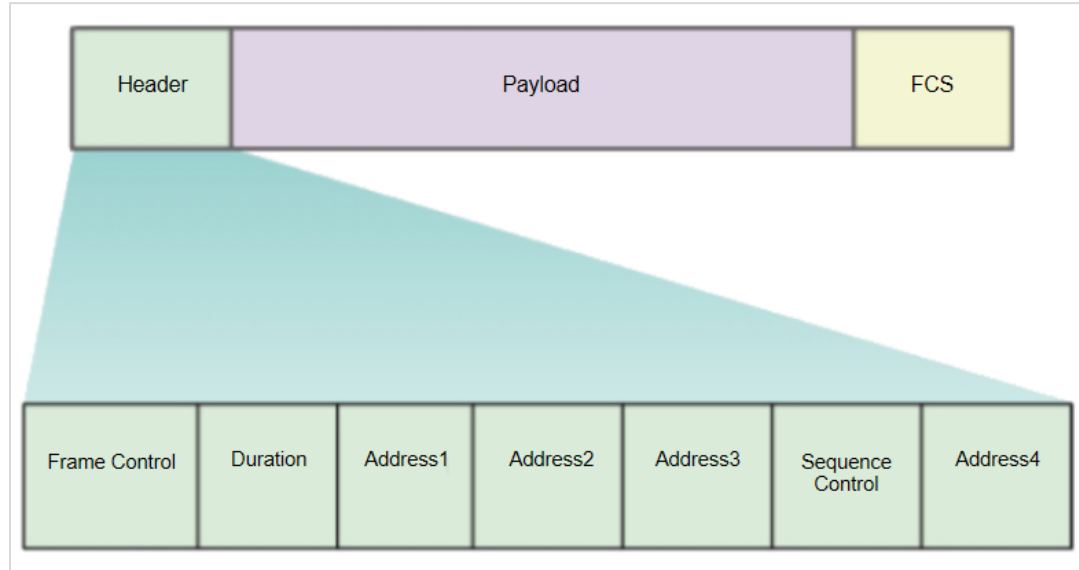 Header
Payload
FCS
Frame Control
Duration
Address1
Address2
Address3
Sequence
Control
Address4